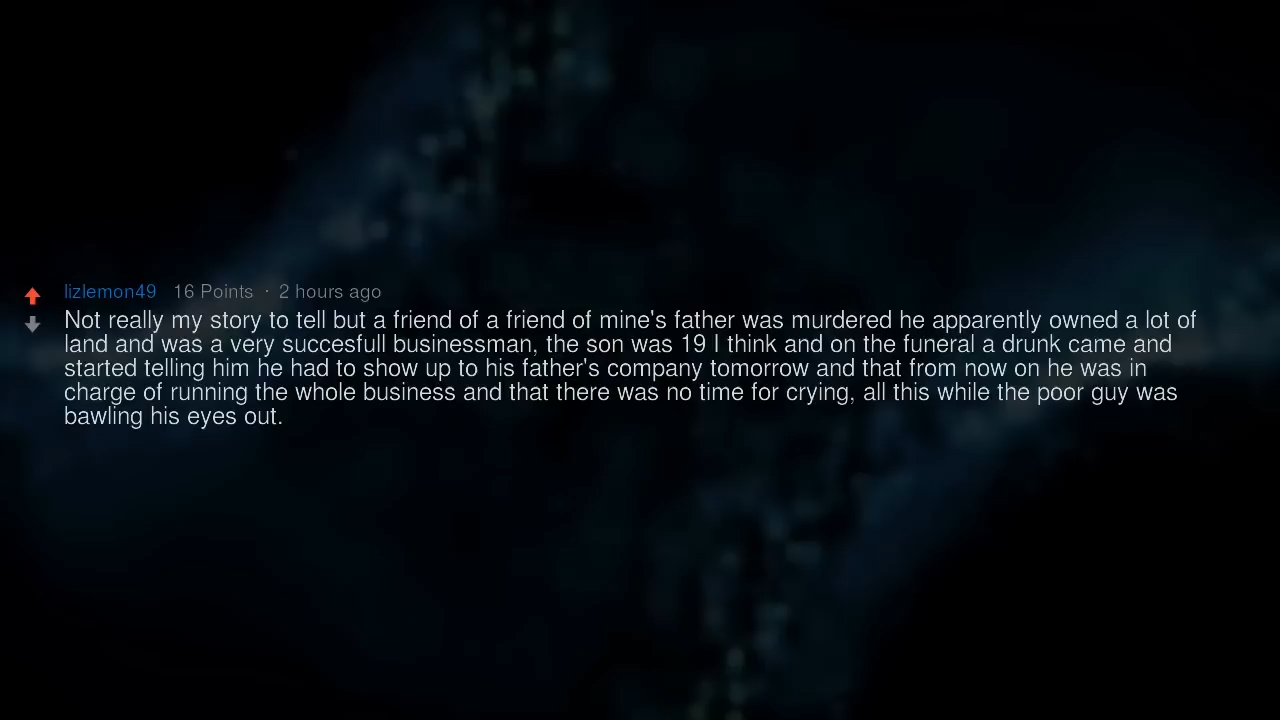 lizlemon49 16 Points · 2 hours ago
Not really my story to tell but a friend of a friend of mine's father was murdered he apparently owned a lot of
land and was a very succesfull businessman, the son was 19 I think and on the funeral a drunk came and
started telling him he had to show up to his father's company tomorrow and that from now on he was in
charge of running the whole business and that there was no time for crying, all this while the poor guy was
bawling his eyes out.